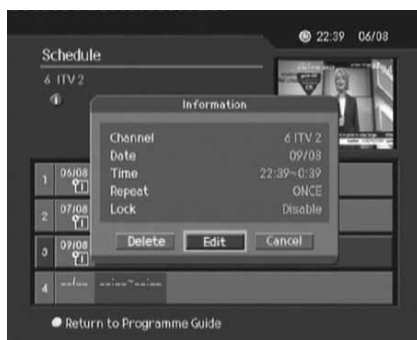 22:39 06/08
Schedule
6 ITV 2
Information
Channel 6 ITV 2
Date 09/08
Time 22:39~0:39
Repeat ONCE
Lock Disable
Delete Edit Cancel
1 06/08
2 07/08
3 09/08
4 --/-- --:--~--:--
Return to Programme Guide